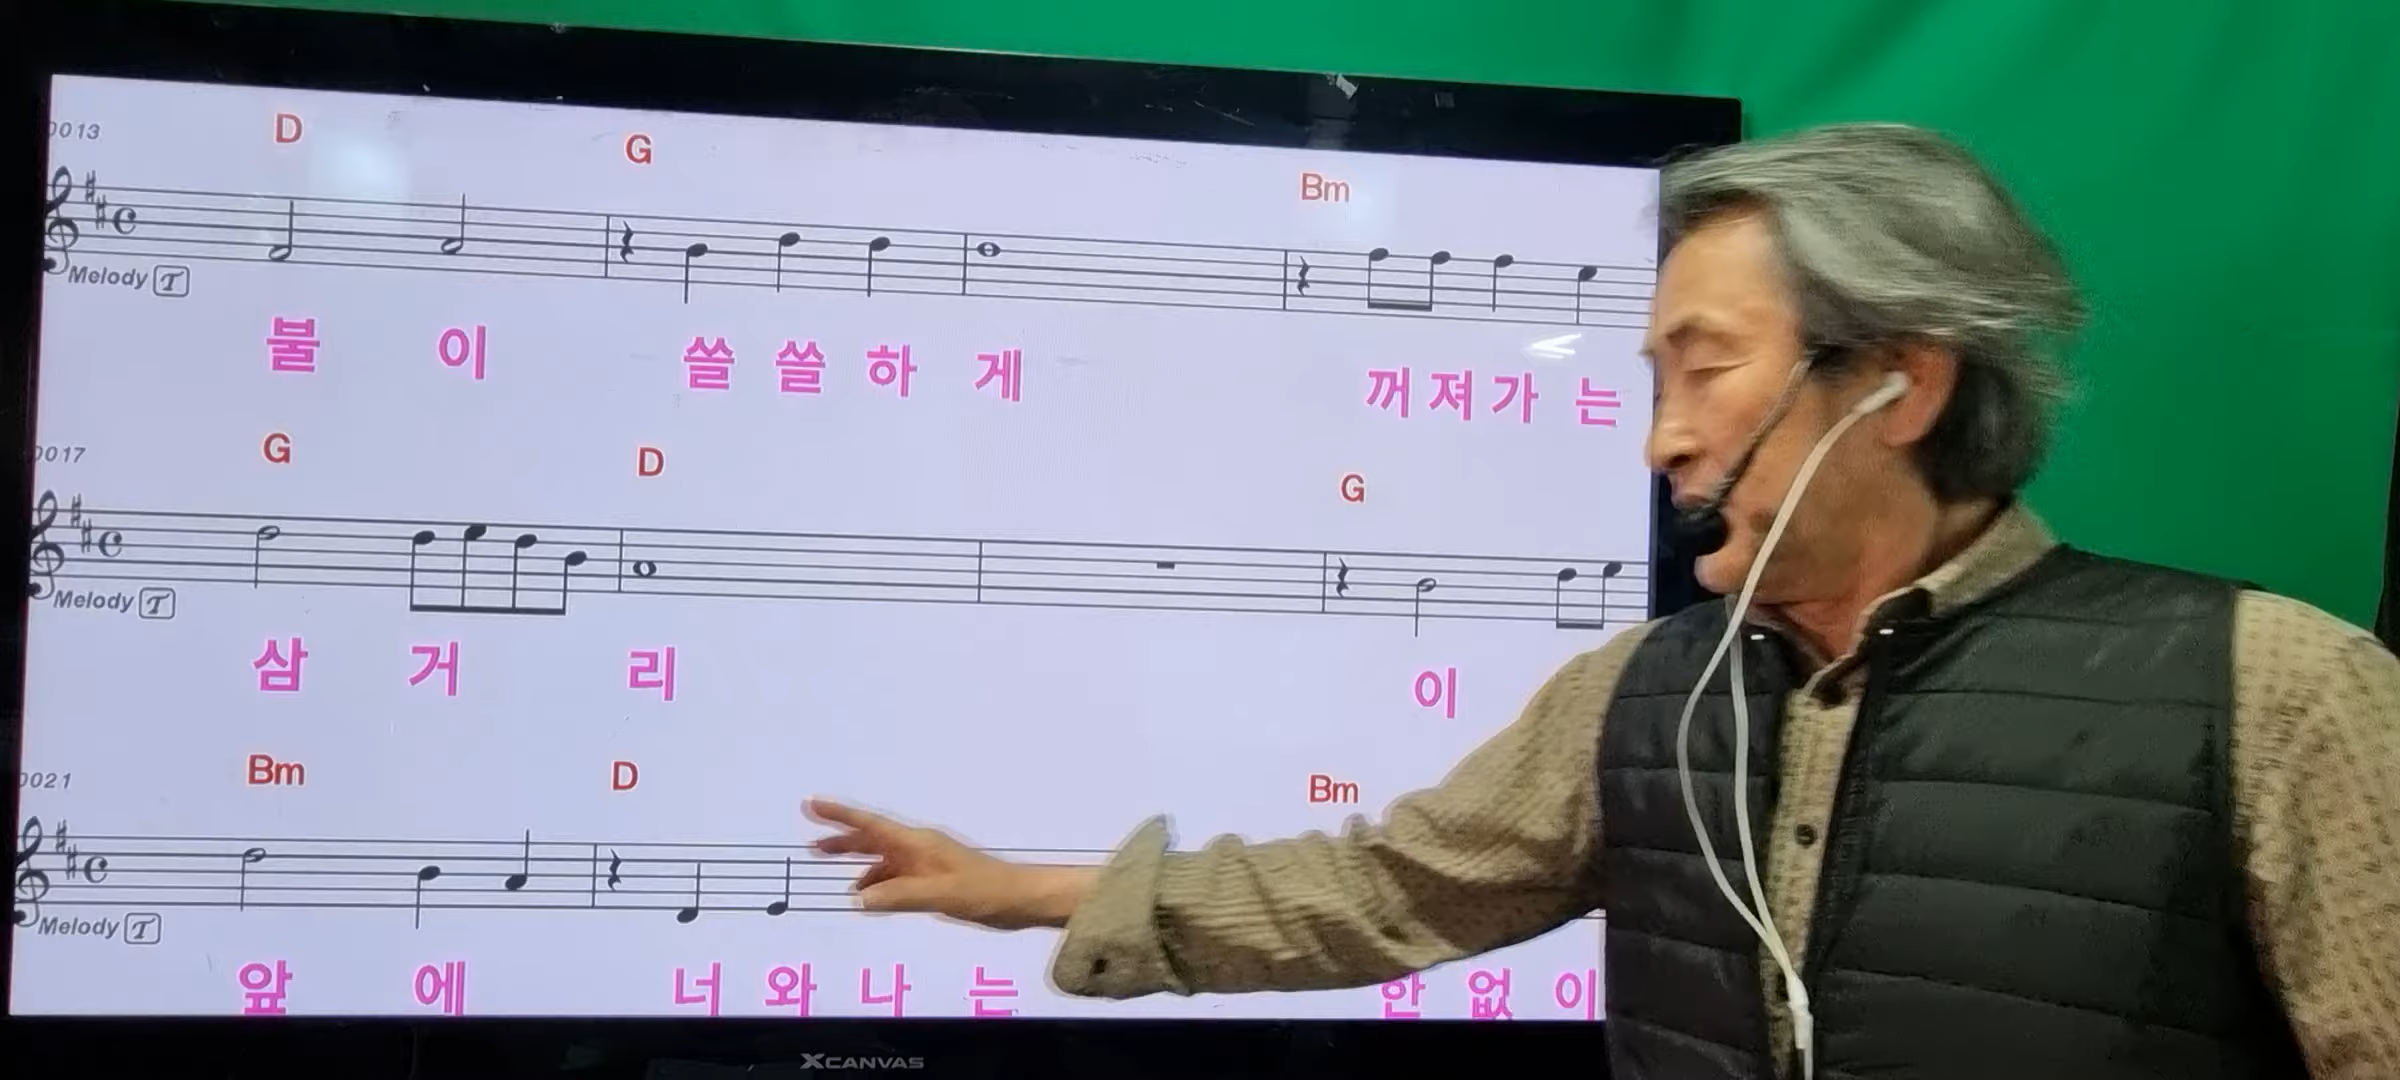 0013 D G Bm
Melody T
불 이 쓸 쓸 하 게 꺼 져 가 는
0017 G D G
Melody T
삼 거 리 이
0021 Bm D Bm
Melody T
앞 에 너 와 나 는 한 없 이
XCANVAS